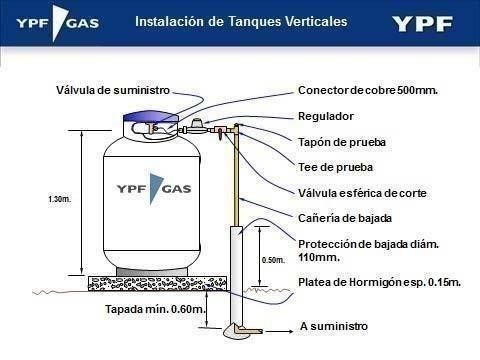 YPF GAS
Instalación de Tanques Verticales
YPF
Válvula de suministro
Conector de cobre 500mm.
Regulador
Tapón de prueba
Tee de prueba
Válvula esférica de corte
Cañería de bajada
Protección de bajada diám.
110mm.
Platea de Hormigón esp. 0.15m.
A suministro
YPF GAS
1.30m.
0.50m.
Tapada mín. 0.60m.